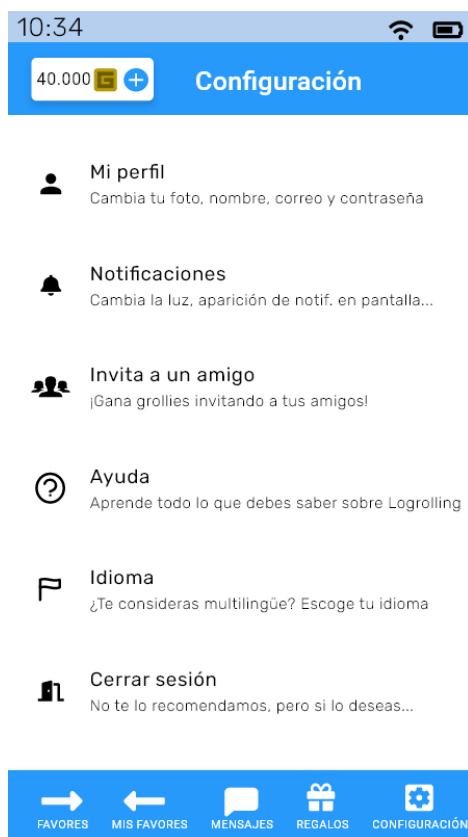 10:34
40.000 G
Configuración
Mi perfil
Cambia tu foto, nombre, correo y contraseña
Notificaciones
Cambia la luz, aparición de notif. en pantalla...
Invita a un amigo
¡Gana grollies invitando a tus amigos!
Ayuda
Aprende todo lo que debes saber sobre Logrolling
Idioma
¿Te consideras multilingüe? Escoge tu idioma
Cerrar sesión
No te lo recomendamos, pero si lo deseas...
FAVORES MIS FAVORES MENSAJES REGALOS CONFIGURACIÓN